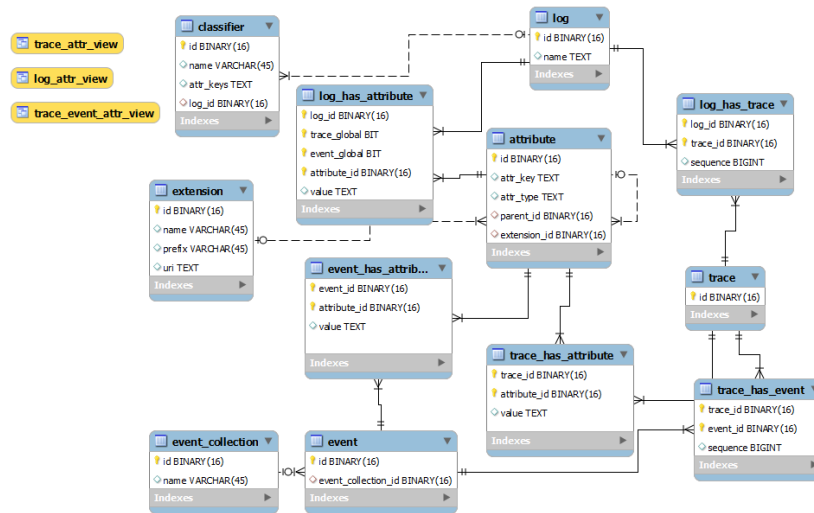 trace_attr_view
log_attr_view
trace_event_attr_view
classifier
id BINARY(16)
name VARCHAR(45)
attr_keys TEXT
log_id BINARY(16)
Indexes
log
id BINARY(16)
name TEXT
Indexes
log_has_attribute
log_id BINARY(16)
trace_global BIT
event_global BIT
attribute_id BINARY(16)
value TEXT
Indexes
attribute
id BINARY(16)
attr_key TEXT
attr_type TEXT
parent_id BINARY(16)
extension_id BINARY(16)
Indexes
log_has_trace
log_id BINARY(16)
trace_id BINARY(16)
sequence BIGINT
Indexes
extension
id BINARY(16)
name VARCHAR(45)
prefix VARCHAR(45)
uri TEXT
Indexes
event_has_attrib...
event_id BINARY(16)
attribute_id BINARY(16)
value TEXT
Indexes
trace
id BINARY(16)
Indexes
trace_has_attribute
trace_id BINARY(16)
attribute_id BINARY(16)
value TEXT
Indexes
trace_has_event
trace_id BINARY(16)
event_id BINARY(16)
sequence BIGINT
Indexes
event_collection
id BINARY(16)
name VARCHAR(45)
Indexes
event
id BINARY(16)
event_collection_id BINARY(16)
Indexes